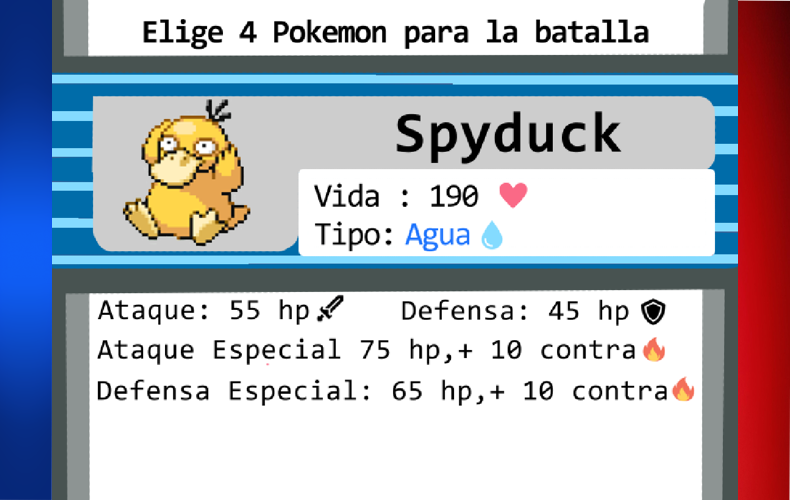 Elige 4 Pokemon para la batalla
Spyduck
Vida : 190
Tipo: Agua
Ataque: 55 hp Defensa: 45 hp
Ataque Especial 75 hp,+ 10 contra
Defensa Especial: 65 hp,+ 10 contra